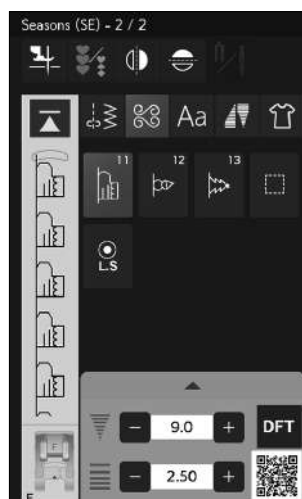 Seasons (SE) - 2 / 2
Aa
11 12 13
L.S
F
- 9.0 + DFT
- 2.50 +
F